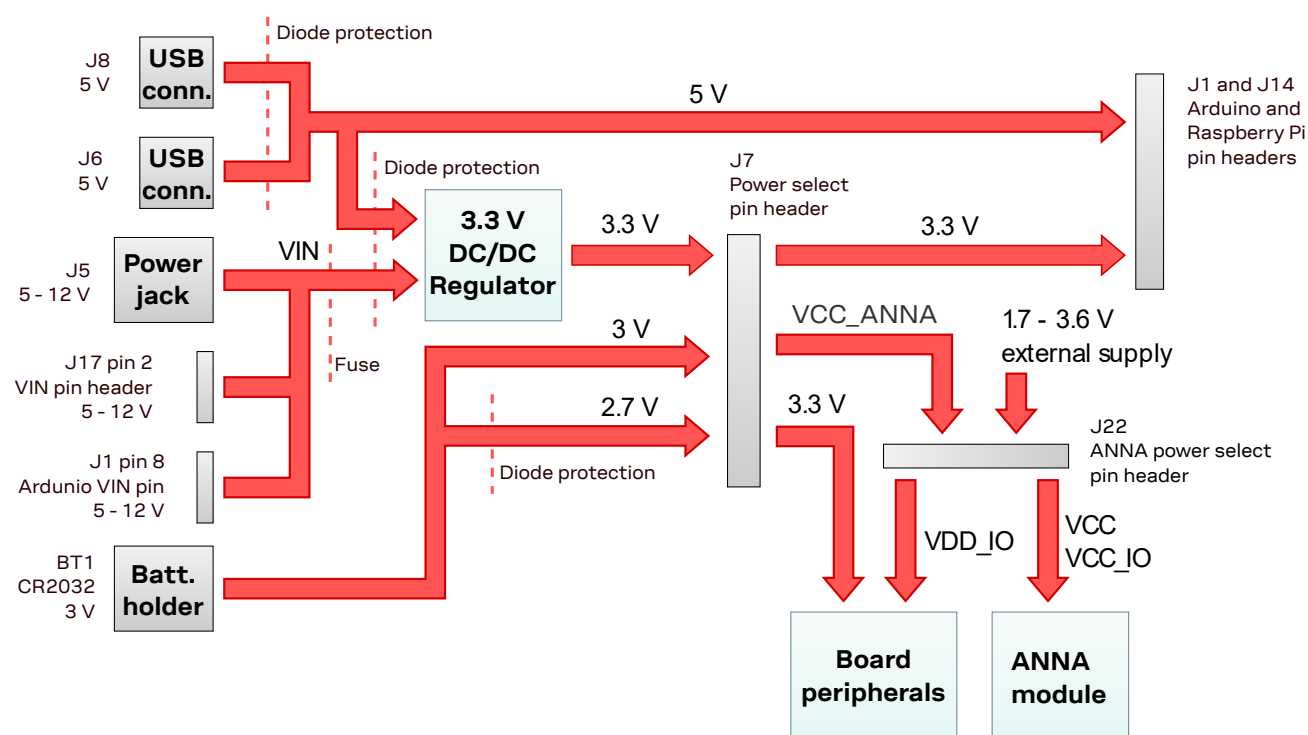 Diode protection
J8
5 V
USB
conn.
5 V
J1 and J14
Arduino and
Raspberry Pi
pin headers
J6
5 V
USB
conn.
Diode protection
J7
Power select
pin header
3.3 V
DC/DC
Regulator
3.3 V
3.3 V
VIN
J5
5 - 12 V
Power
jack
VCC_ANNA
1.7 - 3.6 V
external supply
3 V
Fuse
J17 pin 2
VIN pin header
5 - 12 V
2.7 V
3.3 V
J22
ANNA power select
pin header
Diode protection
J1 pin 8
Ardunio VIN pin
5 - 12 V
VDD_IO
VCC
VCC_IO
BT1
CR2032
3 V
Batt.
holder
Board
peripherals
ANNA
module